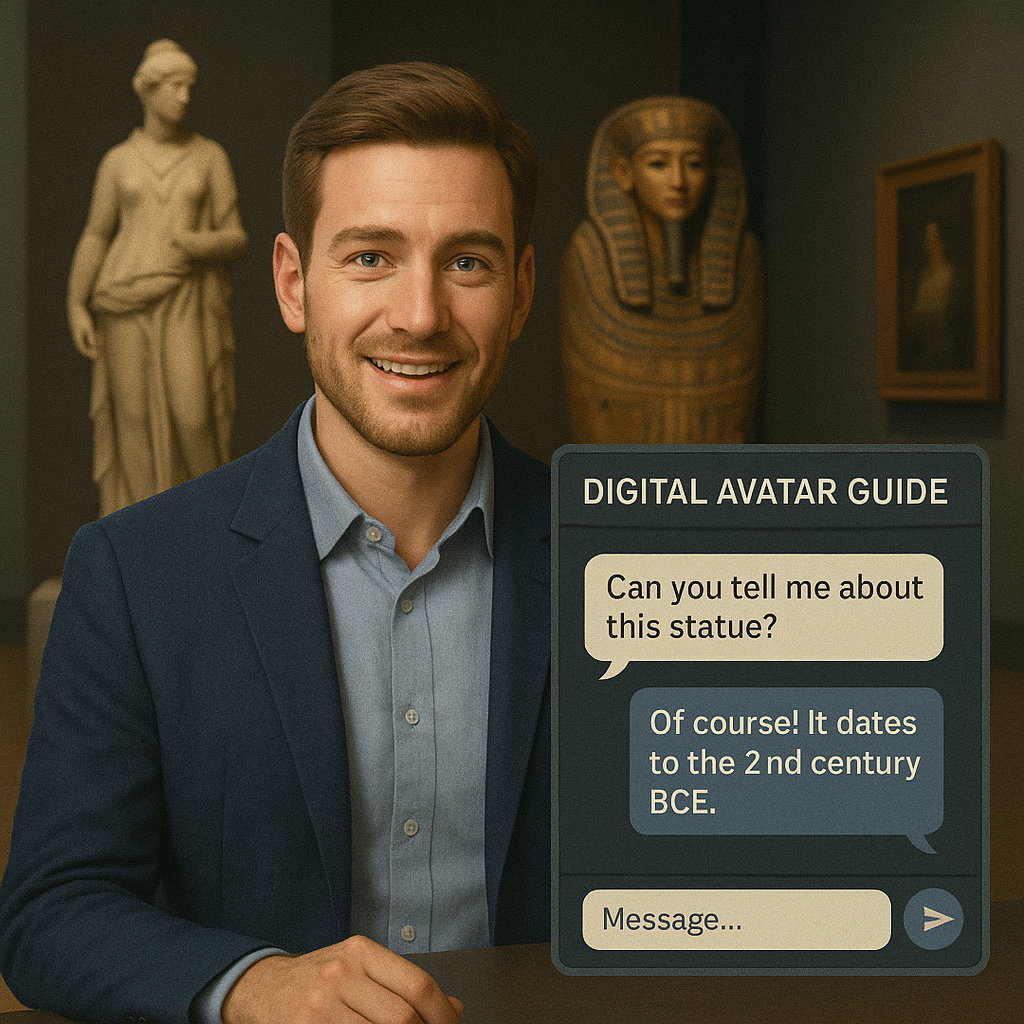 DIGITAL AVATAR GUIDE
Can you tell me about
this statue?
Of course! It dates
to the 2nd century
BCE.
Message...